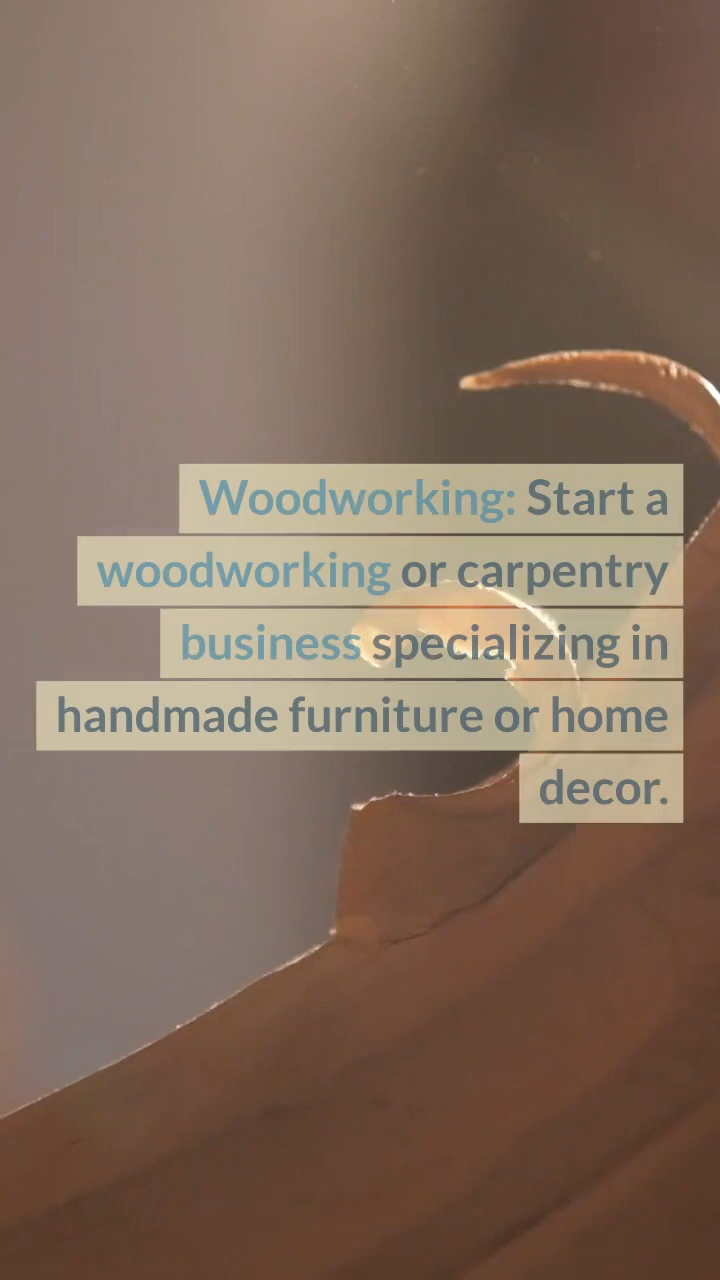 Woodworking: Start a
woodworking or carpentry
business specializing in
handmade furniture or home
decor.